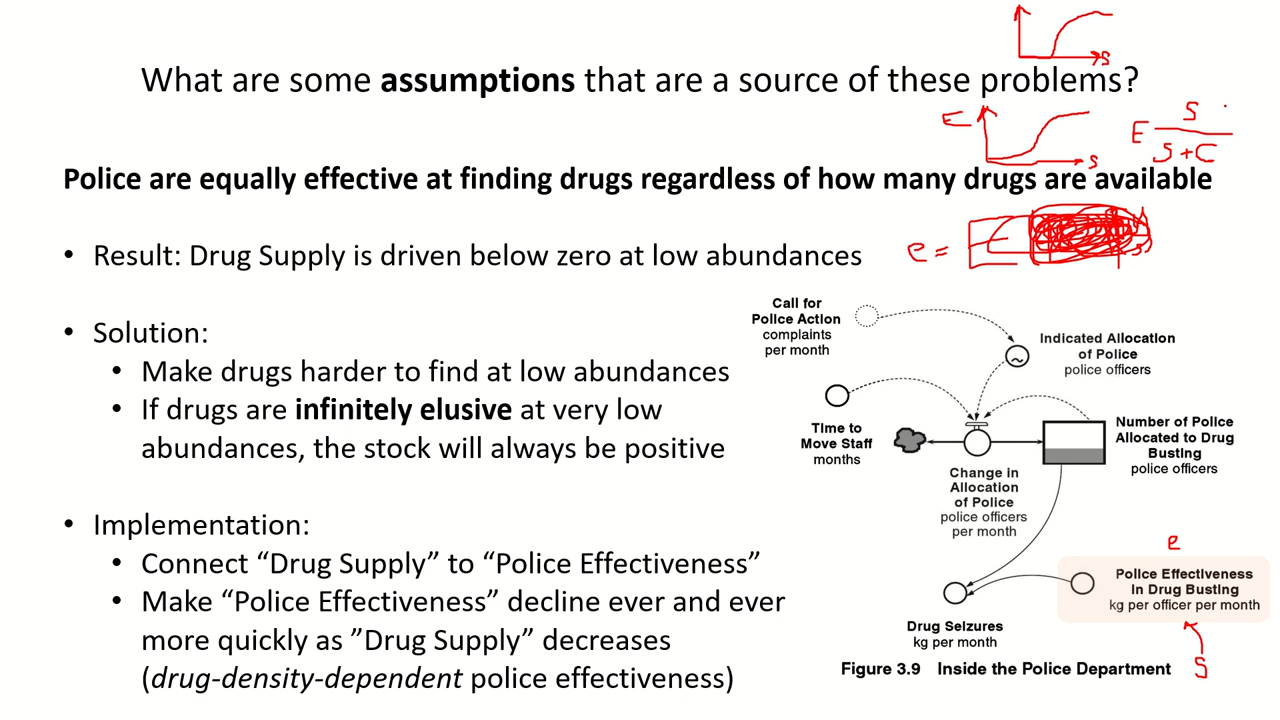 S
What are some assumptions that are a source of these problems?
E
S
E S
S+C
Police are equally effective at finding drugs regardless of how many drugs are available
e =
• Result: Drug Supply is driven below zero at low abundances
• Solution:
• Make drugs harder to find at low abundances
• If drugs are infinitely elusive at very low
abundances, the stock will always be positive
• Implementation:
• Connect “Drug Supply” to “Police Effectiveness”
• Make “Police Effectiveness” decline ever and ever
more quickly as ”Drug Supply” decreases
(drug-density-dependent police effectiveness)
Call for
Police Action
complaints
per month
Indicated Allocation
of Police
police officers
Time to
Move Staff
months
Number of Police
Allocated to Drug
Busting
police officers
Change in
Allocation
of Police
police officers
per month
e
Police Effectiveness
in Drug Busting
kg per officer per month
Drug Seizures
kg per month
S
Figure 3.9 Inside the Police Department